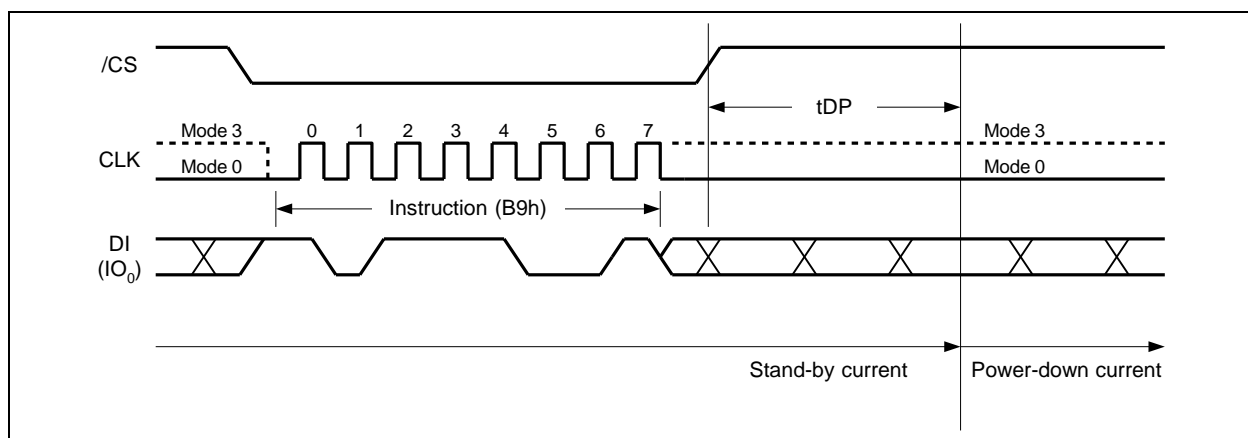 /CS
tDP
Mode 3 0 1 2 3 4 5 6 7 Mode 3
CLK
Mode 0 Mode 0
Instruction (B9h)
DI
(IO0)
Stand-by current Power-down current